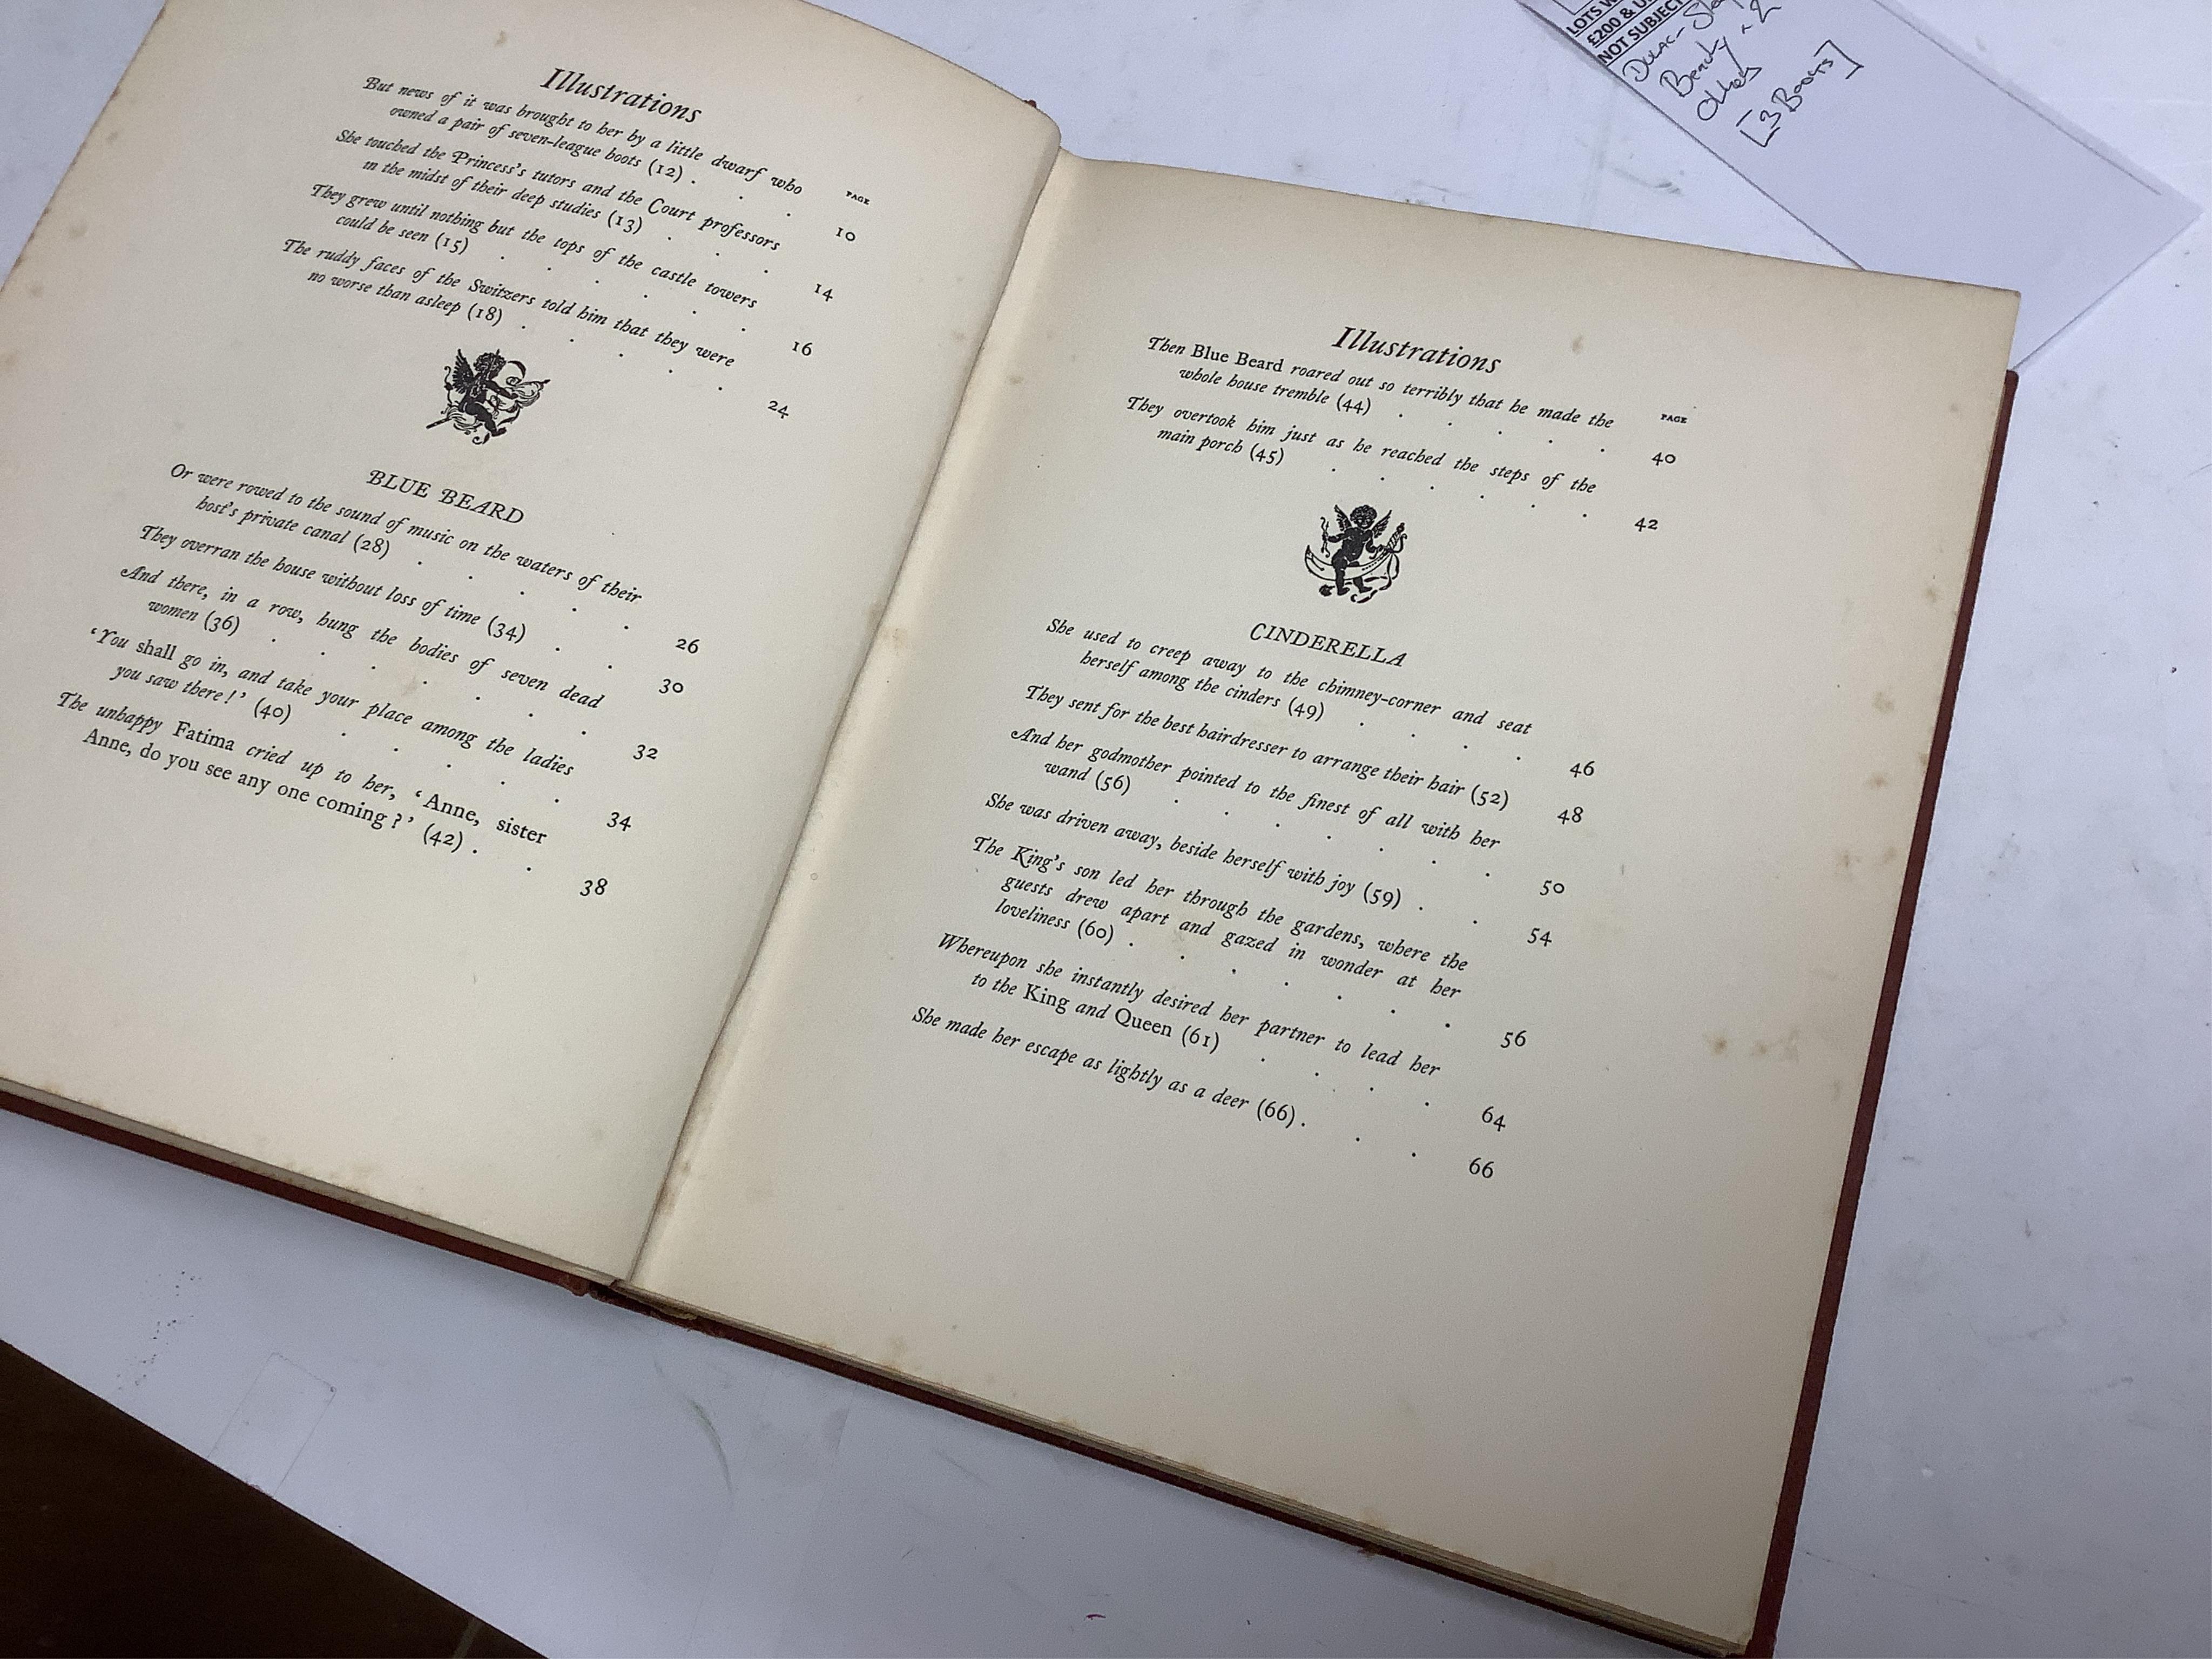 Illustrations
PAGE
But news of it was brought to her by a little dwarf who
owned a pair of seven-league boots (12) . . . 10
She touched the Princess's tutors and the Court professors
in the midst of their deep studies (13) . . . 14
They grew until nothing but the tops of the castle towers
could be seen (15) . . . . . . 16
The ruddy faces of the Switzers told him that they were
no worse than asleep (18) . . . . . 24
BLUE BEARD
Or were rowed to the sound of music on the waters of their
host's private canal (28) . . . . . 26
They overran the house without loss of time (34) . . 30
And there, in a row, hung the bodies of seven dead
women (36) . . . . . . . 32
‘You shall go in, and take your place among the ladies
you saw there!’ (40) . . . . . 34
The unhappy Fatima cried up to her, ‘Anne, sister
Anne, do you see any one coming?’ (42) . . 38
Illustrations
PAGE
Then Blue Beard roared out so terribly that he made the
whole house tremble (44) . . . . . 40
They overtook him just as he reached the steps of the
main porch (45) . . . . . . 42
CINDERELLA
She used to creep away to the chimney-corner and seat
herself among the cinders (49) . . . . 46
They sent for the best hairdresser to arrange their hair (52) 48
And her godmother pointed to the finest of all with her
wand (56) . . . . . . . 50
She was driven away, beside herself with joy (59) . . 54
The King's son led her through the gardens, where the
guests drew apart and gazed in wonder at her
loveliness (60) . . . . . . . 56
Whereupon she instantly desired her partner to lead her
to the King and Queen (61) . . . . 64
She made her escape as lightly as a deer (66) . . . 66
LOTS
£200 &
NOT SUBJECT
Dulac -
Beauty x 2
Others
[3 Books]